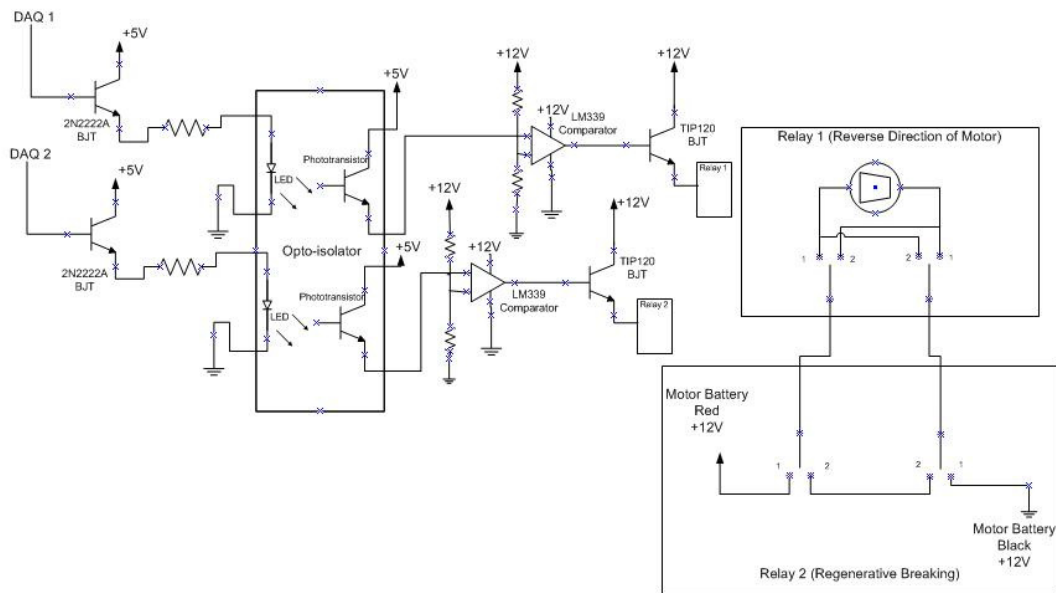 DAQ 1
+5V
2N2222A
BJT
DAQ 2
+5V
2N2222A
BJT
LED
Phototransistor
+5V
Opto-isolator
LED
Phototransistor
+5V
+12V
+12V
LM339
Comparator
+12V
TIP120
BJT
Relay 1
+12V
+12V
LM339
Comparator
+12V
TIP120
BJT
Relay 2
Relay 1 (Reverse Direction of Motor)
1 2 2 1
Motor Battery
Red
+12V
1 2 2 1
Motor Battery
Black
+12V
Relay 2 (Regenerative Breaking)